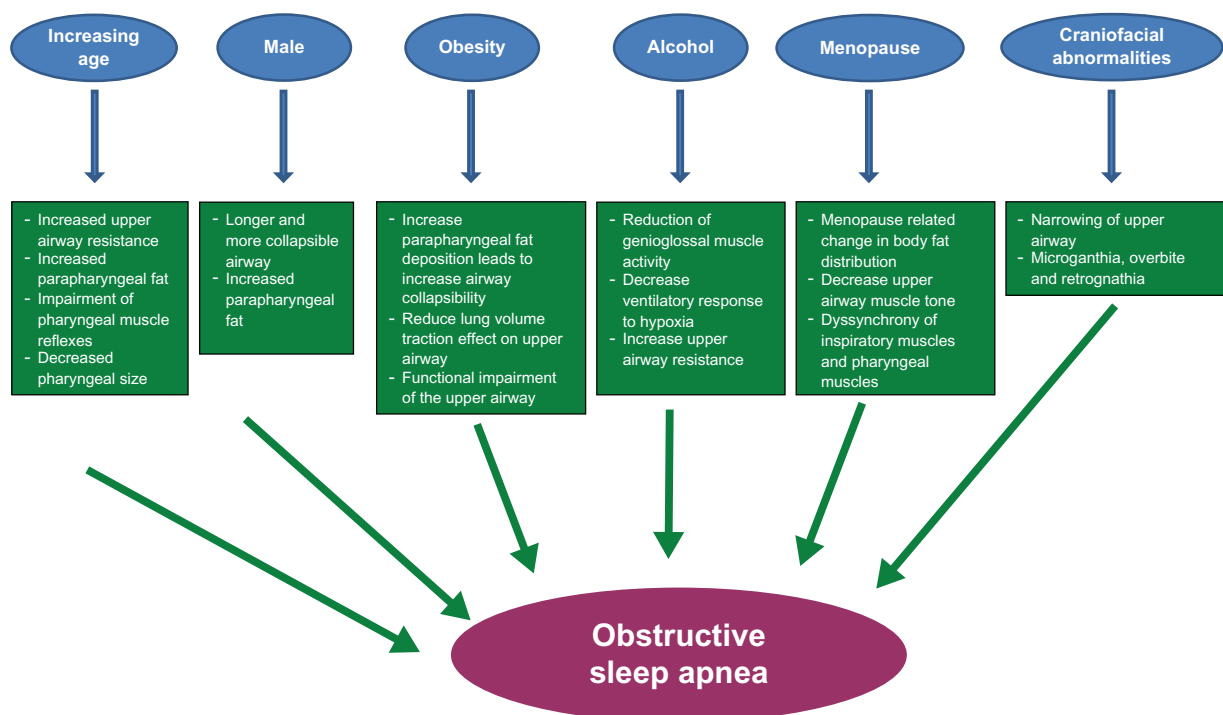 Increasing
age
Male
Obesity
Alcohol
Menopause
Craniofacial
abnormalities
- Increased upper
airway resistance
- Increased parapharyngeal fat
- Impairment of
pharyngeal muscle
reflexes
- Decreased
pharyngeal size
- Longer and
more collapsible
airway
- Increased
parapharyngeal
fat
- Increase
parapharyngeal fat
deposition leads to
increase airway
collapsibility
- Reduce lung volume
traction effect on upper
airway
- Functional impairment
of the upper airway
- Reduction of
genioglossal muscle
activity
- Decrease
ventilatory response
to hypoxia
- Increase upper
airway resistance
- Menopause related
change in body fat
distribution
- Decrease upper
airway muscle tone
- Dyssynchrony of
inspiratory muscles
and pharyngeal
muscles
- Narrowing of upper
airway
- Microganthia, overbite
and retrognathia
Obstructive
sleep apnea